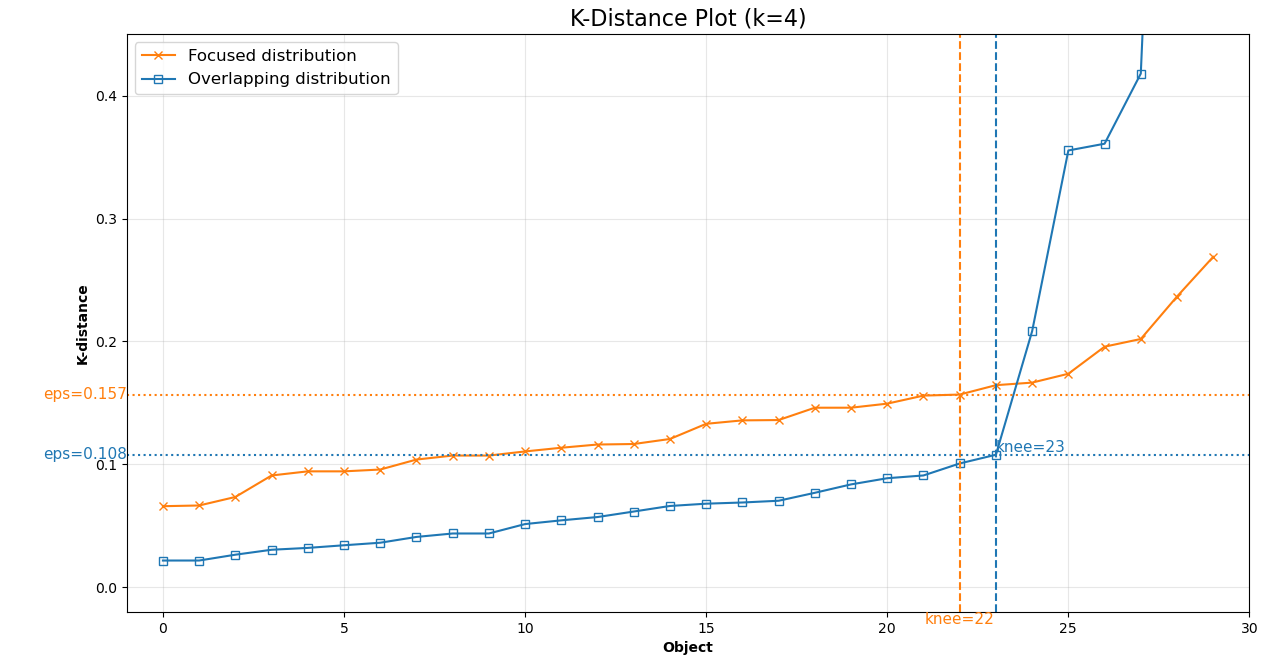 K-Distance Plot (k=4)
Focused distribution
Overlapping distribution
0.4
0.3
K-distance
0.2
eps=0.157
eps=0.108
knee=23
0.1
0.0
knee=22
0 5 10 15 20 25 30
Object